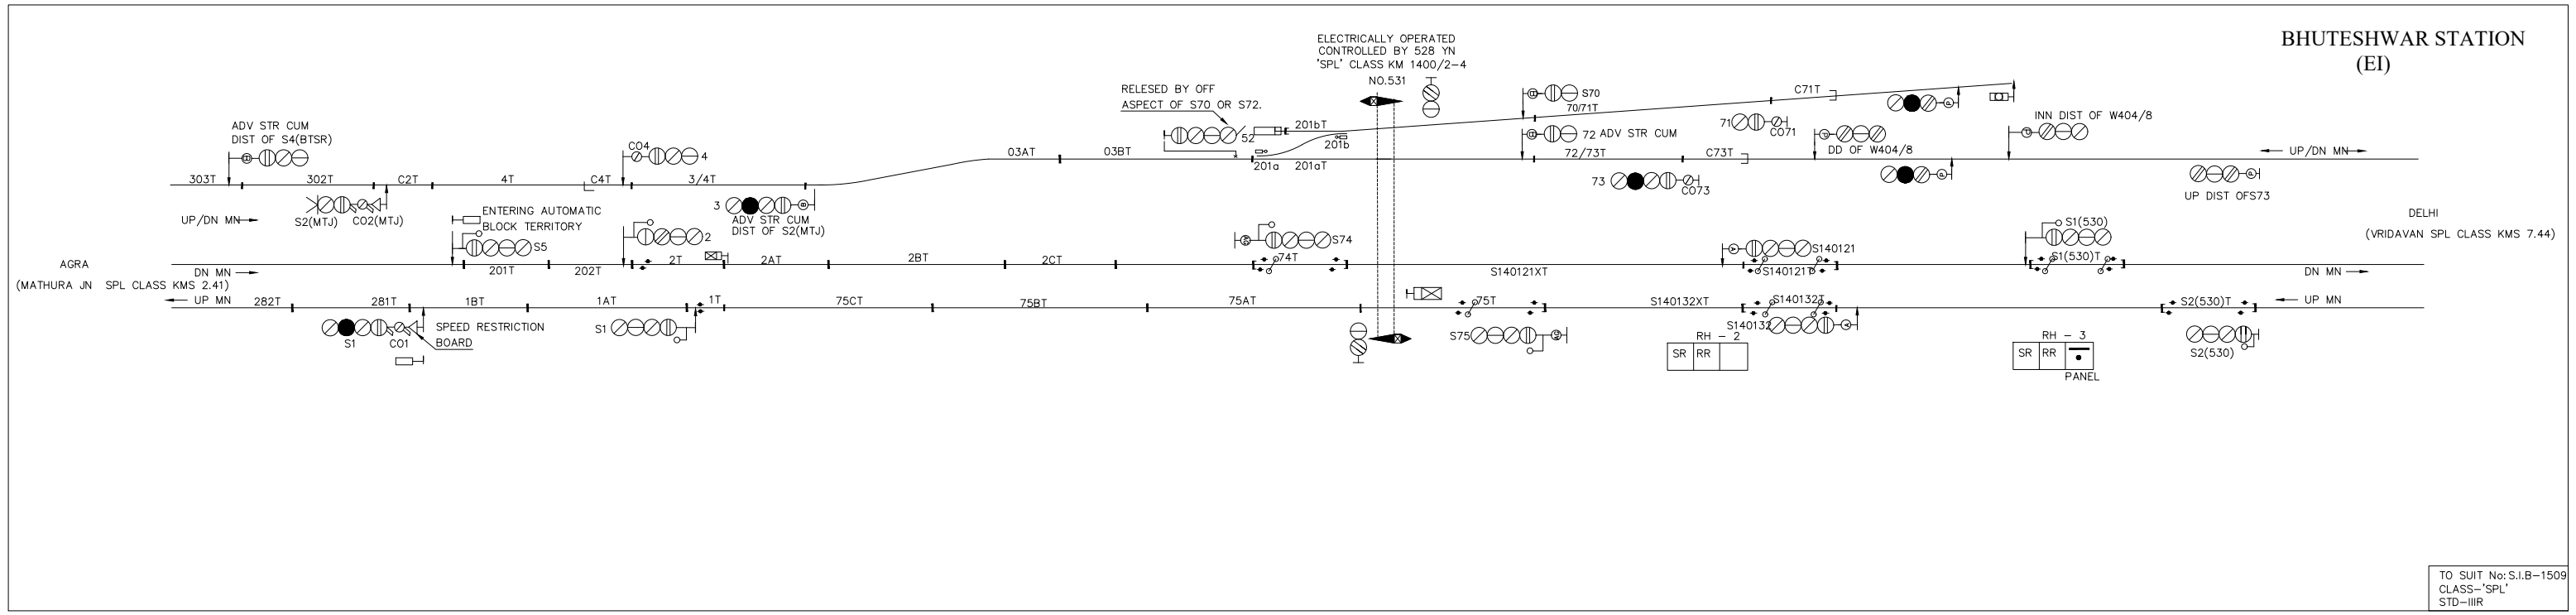 BHUTESHWAR STATION
(EI)
ELECTRICALLY OPERATED
CONTROLLED BY 528 YN
'SPL' CLASS KM 1400/2-4
NO.531
RELESED BY OFF
ASPECT OF S70 OR S72.
52
201bT
201b
201a
201aT
S70
70/71T
C71T
71
CO71
72 ADV STR CUM
72/73T
C73T
73
CO73
DD OF W404/8
INN DIST OF W404/8
UP/DN MN
UP DIST OFS73
ADV STR CUM
DIST OF S4(BTSR)
CO4
4
03AT
03BT
303T
302T
C2T
4T
C4T
3/4T
S2(MTJ)
CO2(MTJ)
3
ADV STR CUM
DIST OF S2(MTJ)
UP/DN MN
ENTERING AUTOMATIC
BLOCK TERRITORY
S5
2
S74
S140121
S1(530)
DELHI
(VRIDAVAN SPL CLASS KMS 7.44)
AGRA
DN MN
(MATHURA JN SPL CLASS KMS 2.41)
UP MN
201T
202T
2T
2AT
2BT
2CT
74T
S140121XT
S140121T
S1(530)T
DN MN
282T
281T
1BT
1AT
1T
75CT
75BT
75AT
75T
S140132XT
S140132T
S2(530)T
UP MN
S1
CO1
SPEED RESTRICTION
BOARD
S1
S75
S140132
S2(530)
RH - 2
SR RR
RH - 3
SR RR
PANEL
TO SUIT No: S.I.B-1509
CLASS-'SPL'
STD-IIIR